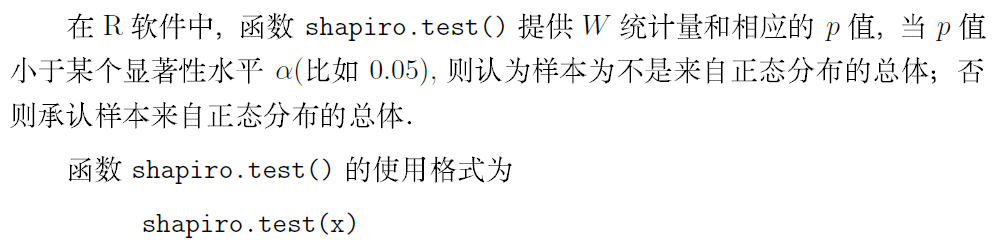 在 R 软件中, 函数 shapiro.test() 提供 W 统计量和相应的 p 值, 当 p 值
小于某个显著性水平 α(比如 0.05), 则认为样本为不是来自正态分布的总体; 否
则承认样本来自正态分布的总体.
函数 shapiro.test() 的使用格式为
shapiro.test(x)